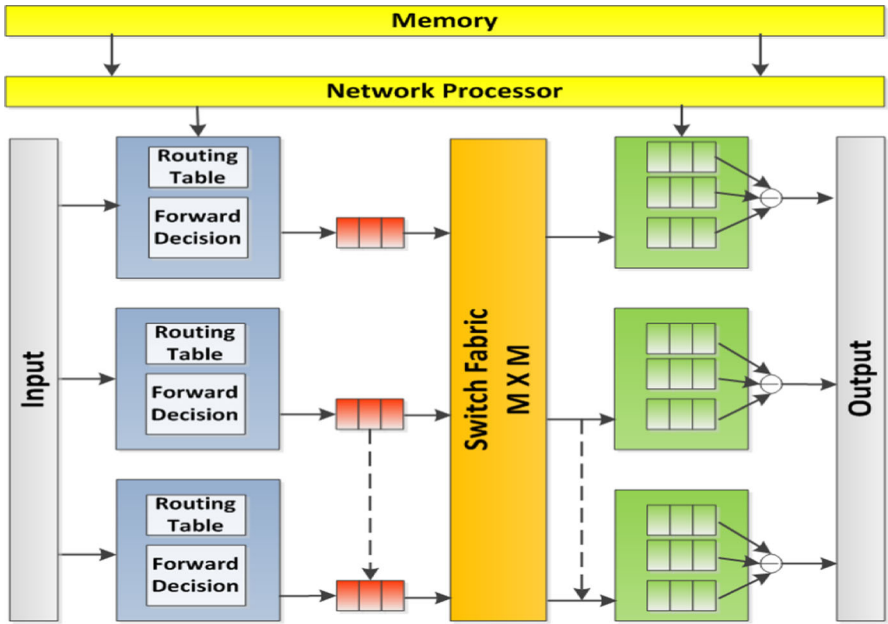 Memory
Network Processor
Input
Routing
Table
Forward
Decision
Routing
Table
Forward
Decision
Routing
Table
Forward
Decision
Switch Fabric
M X M
Output